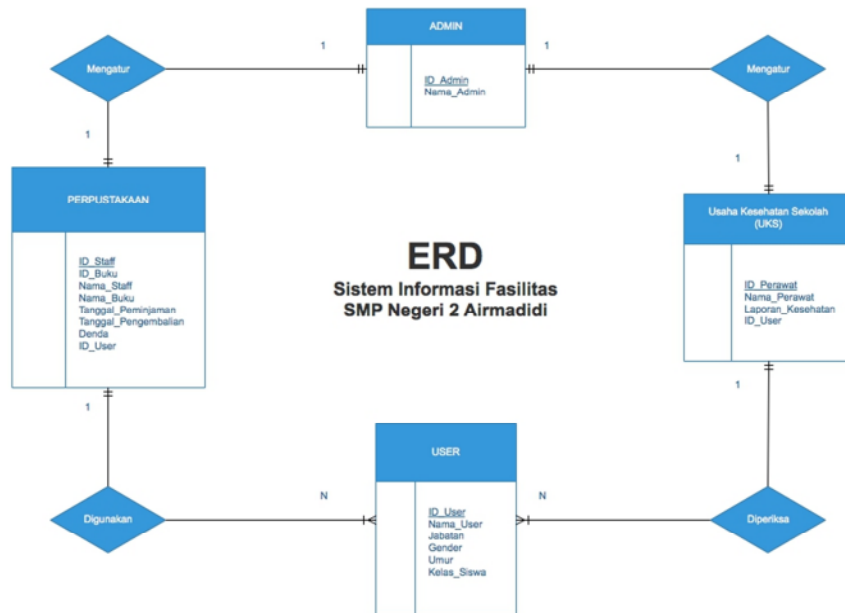 ADMIN
ID_Admin
Nama_Admin
1
1
Mengatur
Mengatur
1
1
PERPUSTAKAAN
ID_Staff
ID_Buku
Nama_Staff
Nama_Buku
Tanggal_Peminjaman
Tanggal_Pengembalian
Denda
ID_User
Usaha Kesehatan Sekolah
(UKS)
ID_Perawat
Nama_Perawat
Laporan_Kesehatan
ID_User
ERD
Sistem Informasi Fasilitas
SMP Negeri 2 Airmadidi
1
1
USER
ID_User
Nama_User
Jabatan
Gender
Umur
Kelas_Siswa
N
N
Digunakan
Diperiksa